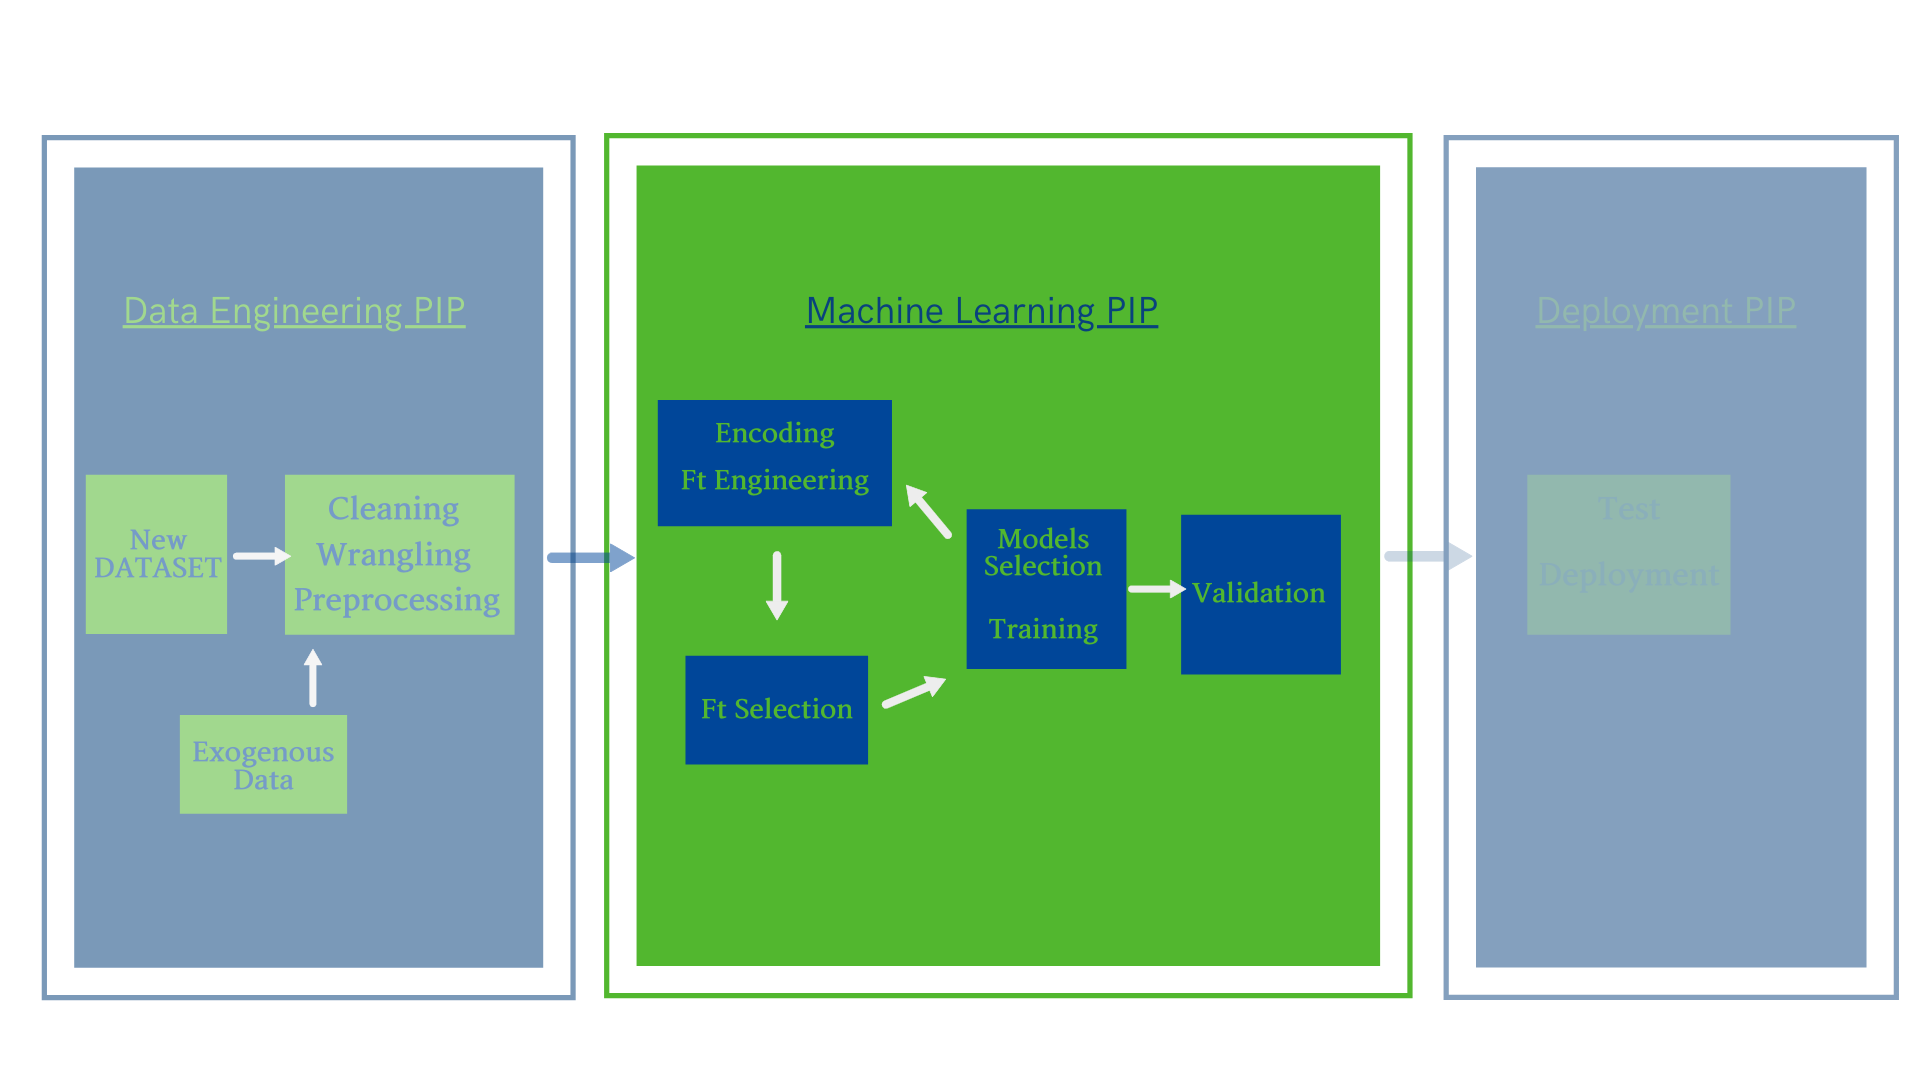 Data Engineering PIP
New
DATASET
Cleaning
Wrangling
Preprocessing
Exogenous
Data
Machine Learning PIP
Encoding
Ft Engineering
Ft Selection
Models
Selection
Training
Validation
Deployment PIP
Test
Deployment